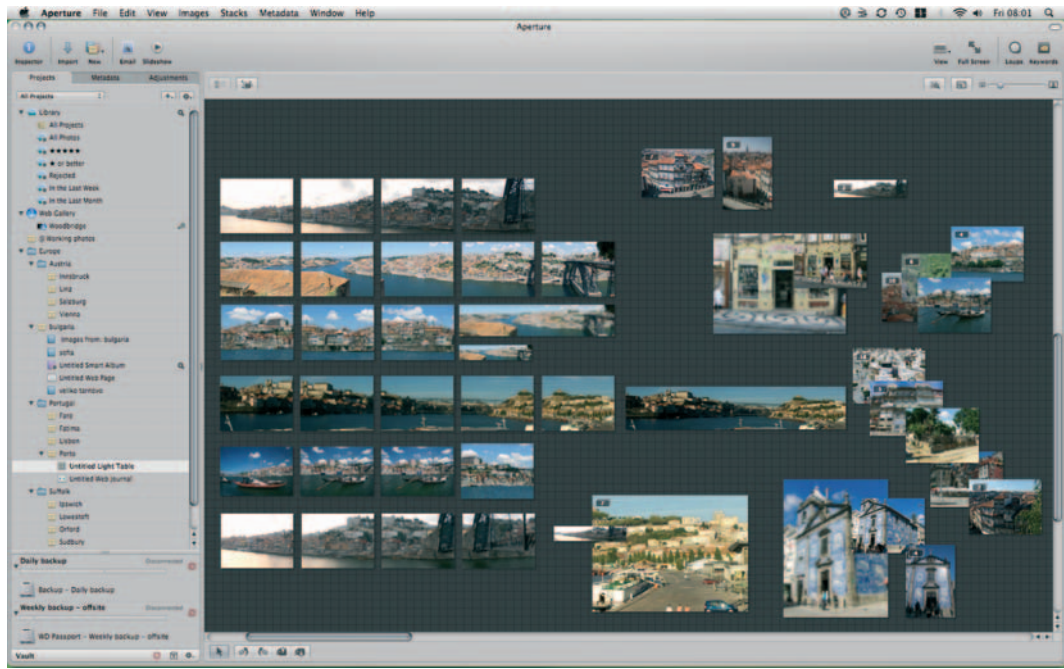 Aperture File Edit View Images Stacks Metadata Window Help Fri 08:01
Aperture
Inspector Import New Email Slideshow View Full Screen Loupe Keywords
Projects Metadata Adjustments
All Projects
Library
All Projects
All Photos
★★★★★
★ or better
Rejected
In the Last Week
In the Last Month
Web Gallery
Woodbridge
@Working photos
Europe
Austria
Innsbruck
Linz
Salzburg
Vienna
Bulgaria
Images from: bulgaria
sofia
Untitled Smart Album
Untitled Web Page
veliko tarnovo
Portugal
Faro
Fatima
Lisbon
Porto
Untitled Light Table
Untitled Web Journal
Suffolk
Ipswich
Lowestoft
Orford
Sudbury
Daily backup Disconnected
Backup - Daily backup
Weekly backup - offsite Disconnected
WD Passport - Weekly backup - offsite
Vault